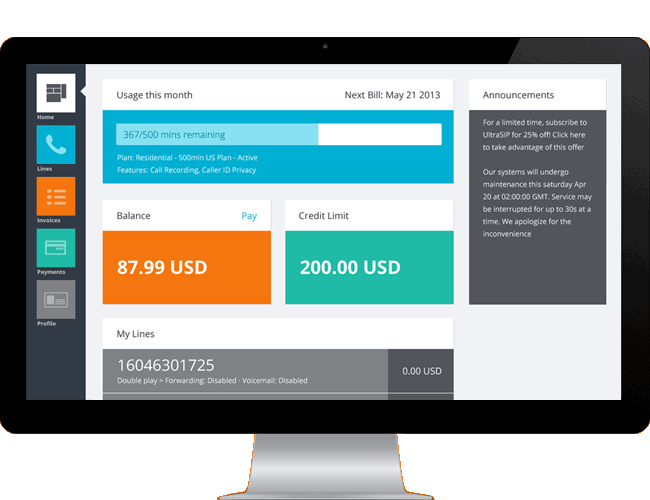 Home
Lines
Invoices
Payments
Profile
Usage this month
Next Bill: May 21 2013
367/500 mins remaining
Plan: Residential - 500min US Plan - Active
Features: Call Recording, Caller ID Privacy
Balance
Pay
87.99 USD
Credit Limit
200.00 USD
My Lines
16046301725
Double play > Forwarding: Disabled · Voicemail: Disabled
0.00 USD
Announcements
For a limited time, subscribe to
UltraSIP for 25% off! Click here
to take advantage of this offer
Our systems will undergo
maintenance this saturday Apr
20 at 02:00:00 GMT. Service may
be interrupted for up to 30s at a
time. We apologize for the
inconvenience